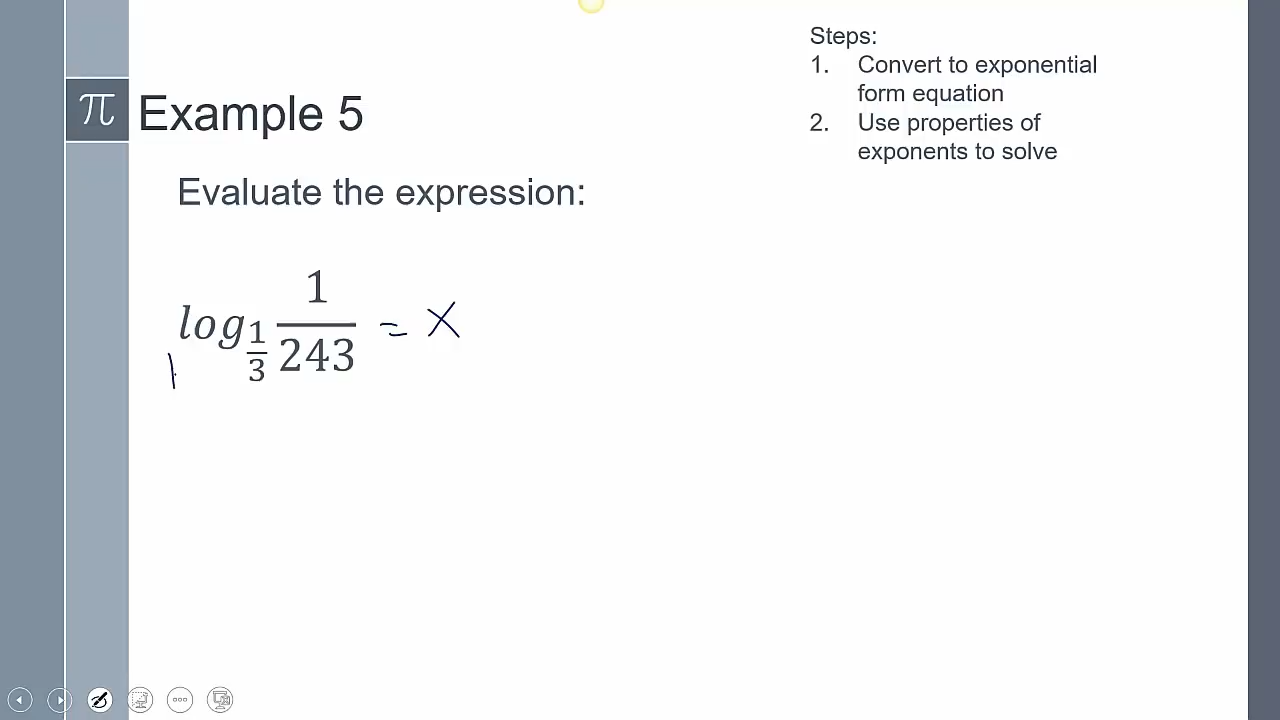 Steps:
1. Convert to exponential
form equation
2. Use properties of
exponents to solve
π Example 5
Evaluate the expression:
log_{1/3} 1/243 = x